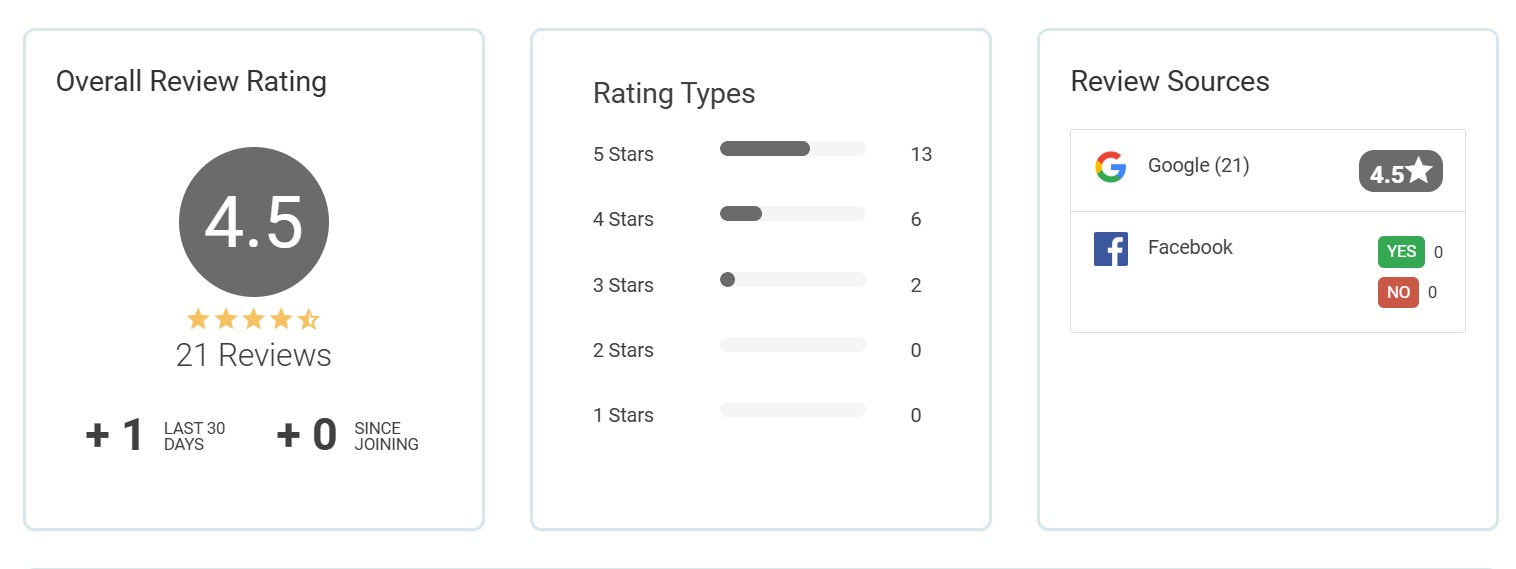 Overall Review Rating
4.5
21 Reviews
+ 1 LAST 30 DAYS
+ 0 SINCE JOINING
Rating Types
5 Stars 13
4 Stars 6
3 Stars 2
2 Stars 0
1 Stars 0
Review Sources
Google (21) 4.5
Facebook YES 0
NO 0